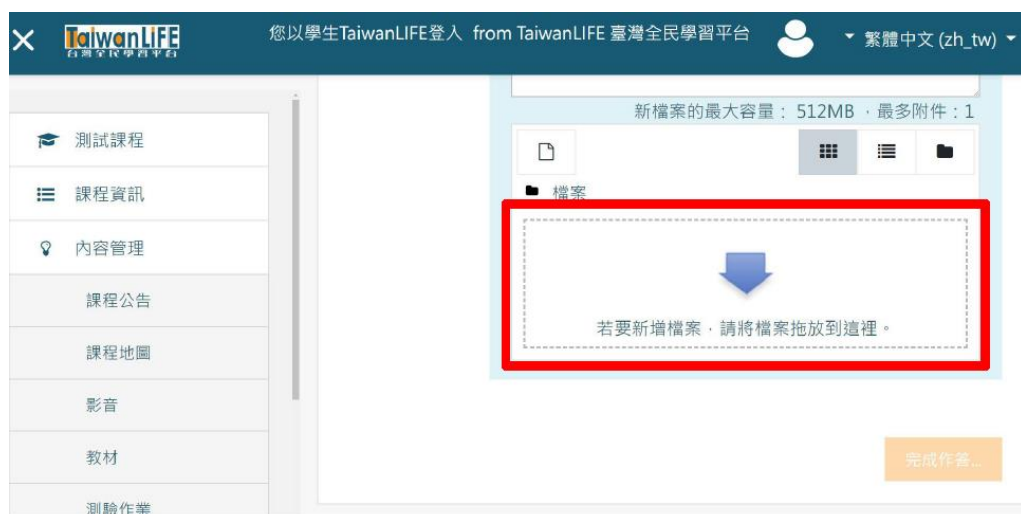 TaiwanLIFE
台灣全民學習平台
您以學生TaiwanLIFE登入 from TaiwanLIFE 臺灣全民學習平台
繁體中文 (zh_tw)
新檔案的最大容量： 512MB ，最多附件：1
測試課程
課程資訊
檔案
內容管理
若要新增檔案，請將檔案拖放到這裡。
課程公告
課程地圖
影音
教材
完成作答...
測驗作業